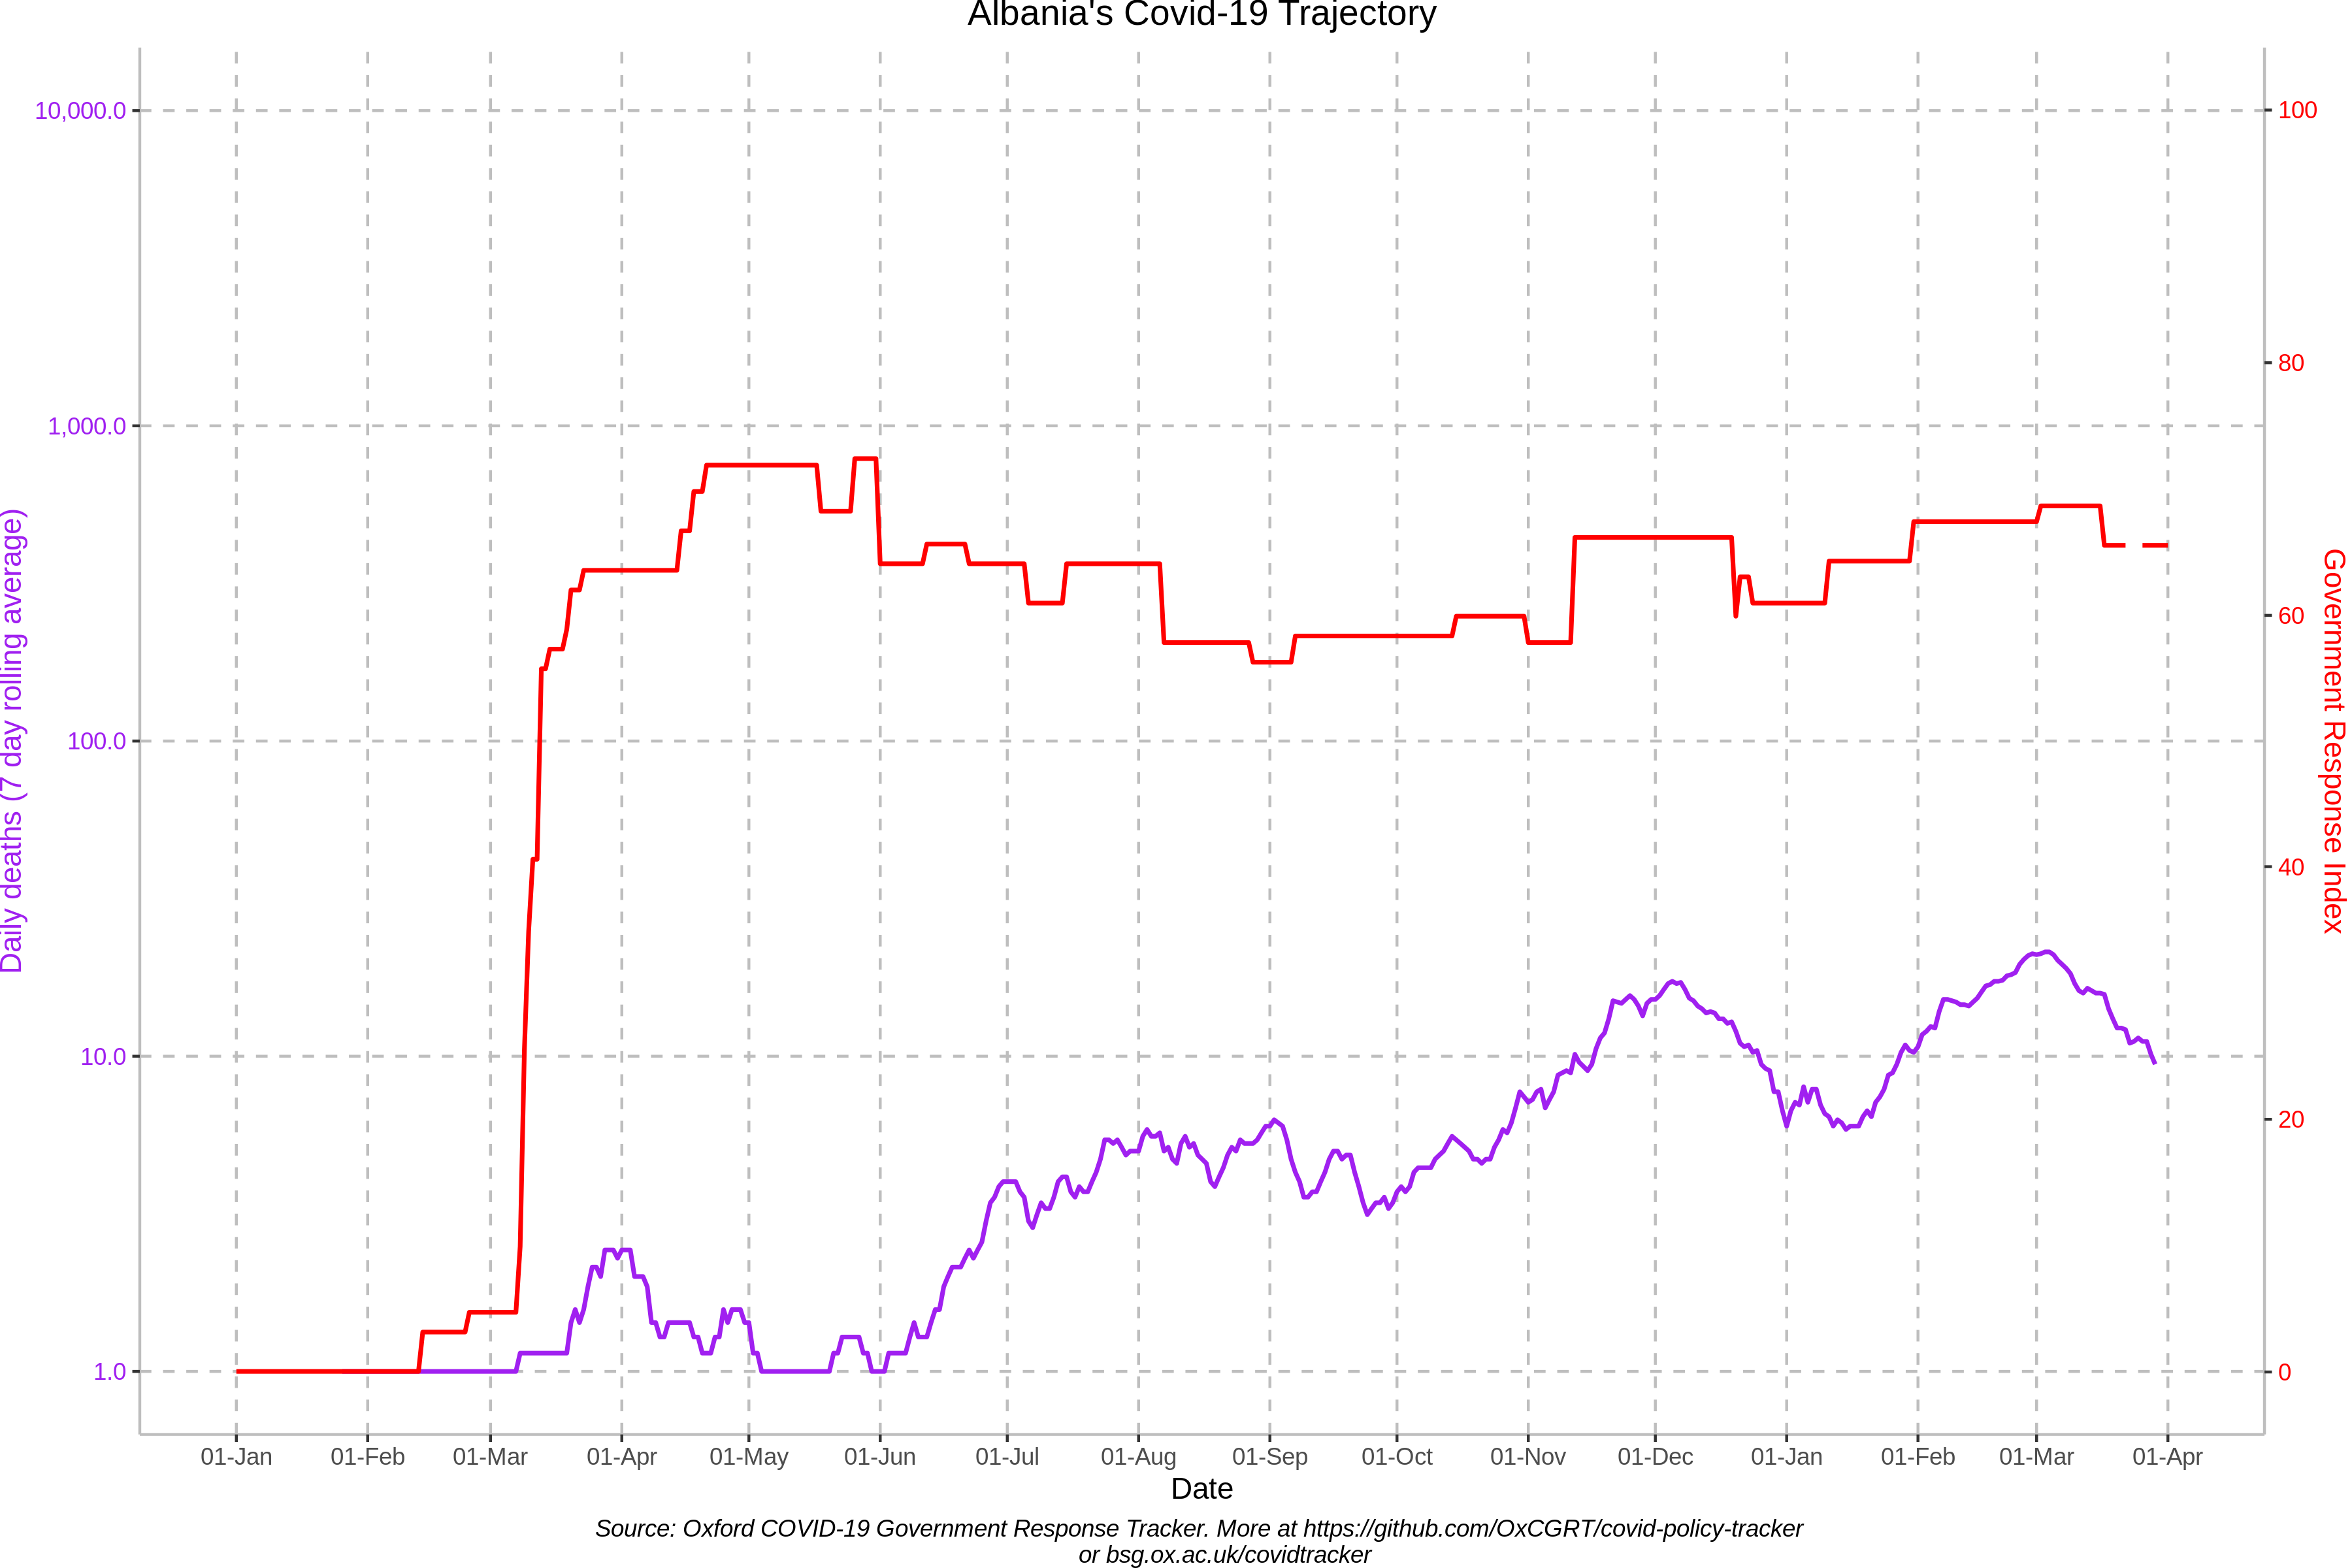 Albania's Covid-19 Trajectory
10,000.0
1,000.0
100.0
10.0
1.0
Daily deaths (7 day rolling average)
100
80
60
40
20
0
Government Response Index
01-Jan 01-Feb 01-Mar 01-Apr 01-May 01-Jun 01-Jul 01-Aug 01-Sep 01-Oct 01-Nov 01-Dec 01-Jan 01-Feb 01-Mar 01-Apr
Date
Source: Oxford COVID-19 Government Response Tracker. More at https://github.com/OxCGRT/covid-policy-tracker
or bsg.ox.ac.uk/covidtracker